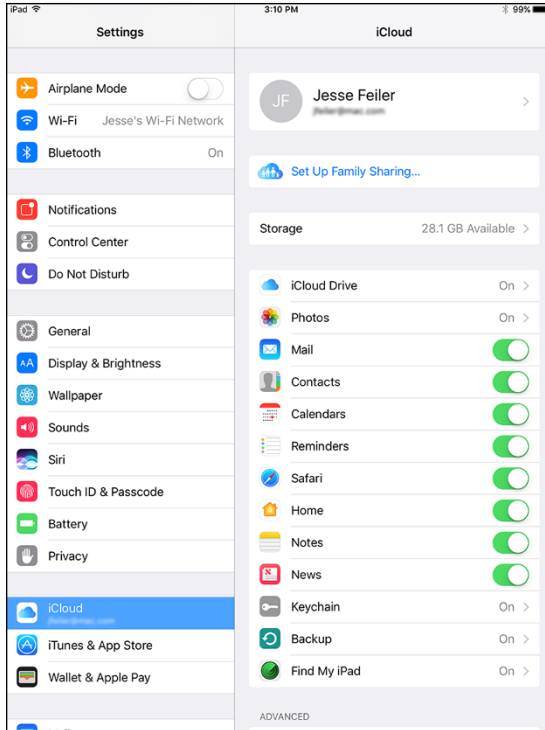 iPad 3:10 PM 99%
Settings
iCloud
Airplane Mode
Wi-Fi Jesse's Wi-Fi Network
Bluetooth On
Notifications
Control Center
Do Not Disturb
General
Display & Brightness
Wallpaper
Sounds
Siri
Touch ID & Passcode
Battery
Privacy
iCloud
iTunes & App Store
Wallet & Apple Pay
JF Jesse Feiler
Set Up Family Sharing...
Storage 28.1 GB Available
iCloud Drive On
Photos On
Mail
Contacts
Calendars
Reminders
Safari
Home
Notes
News
Keychain On
Backup On
Find My iPad On
ADVANCED